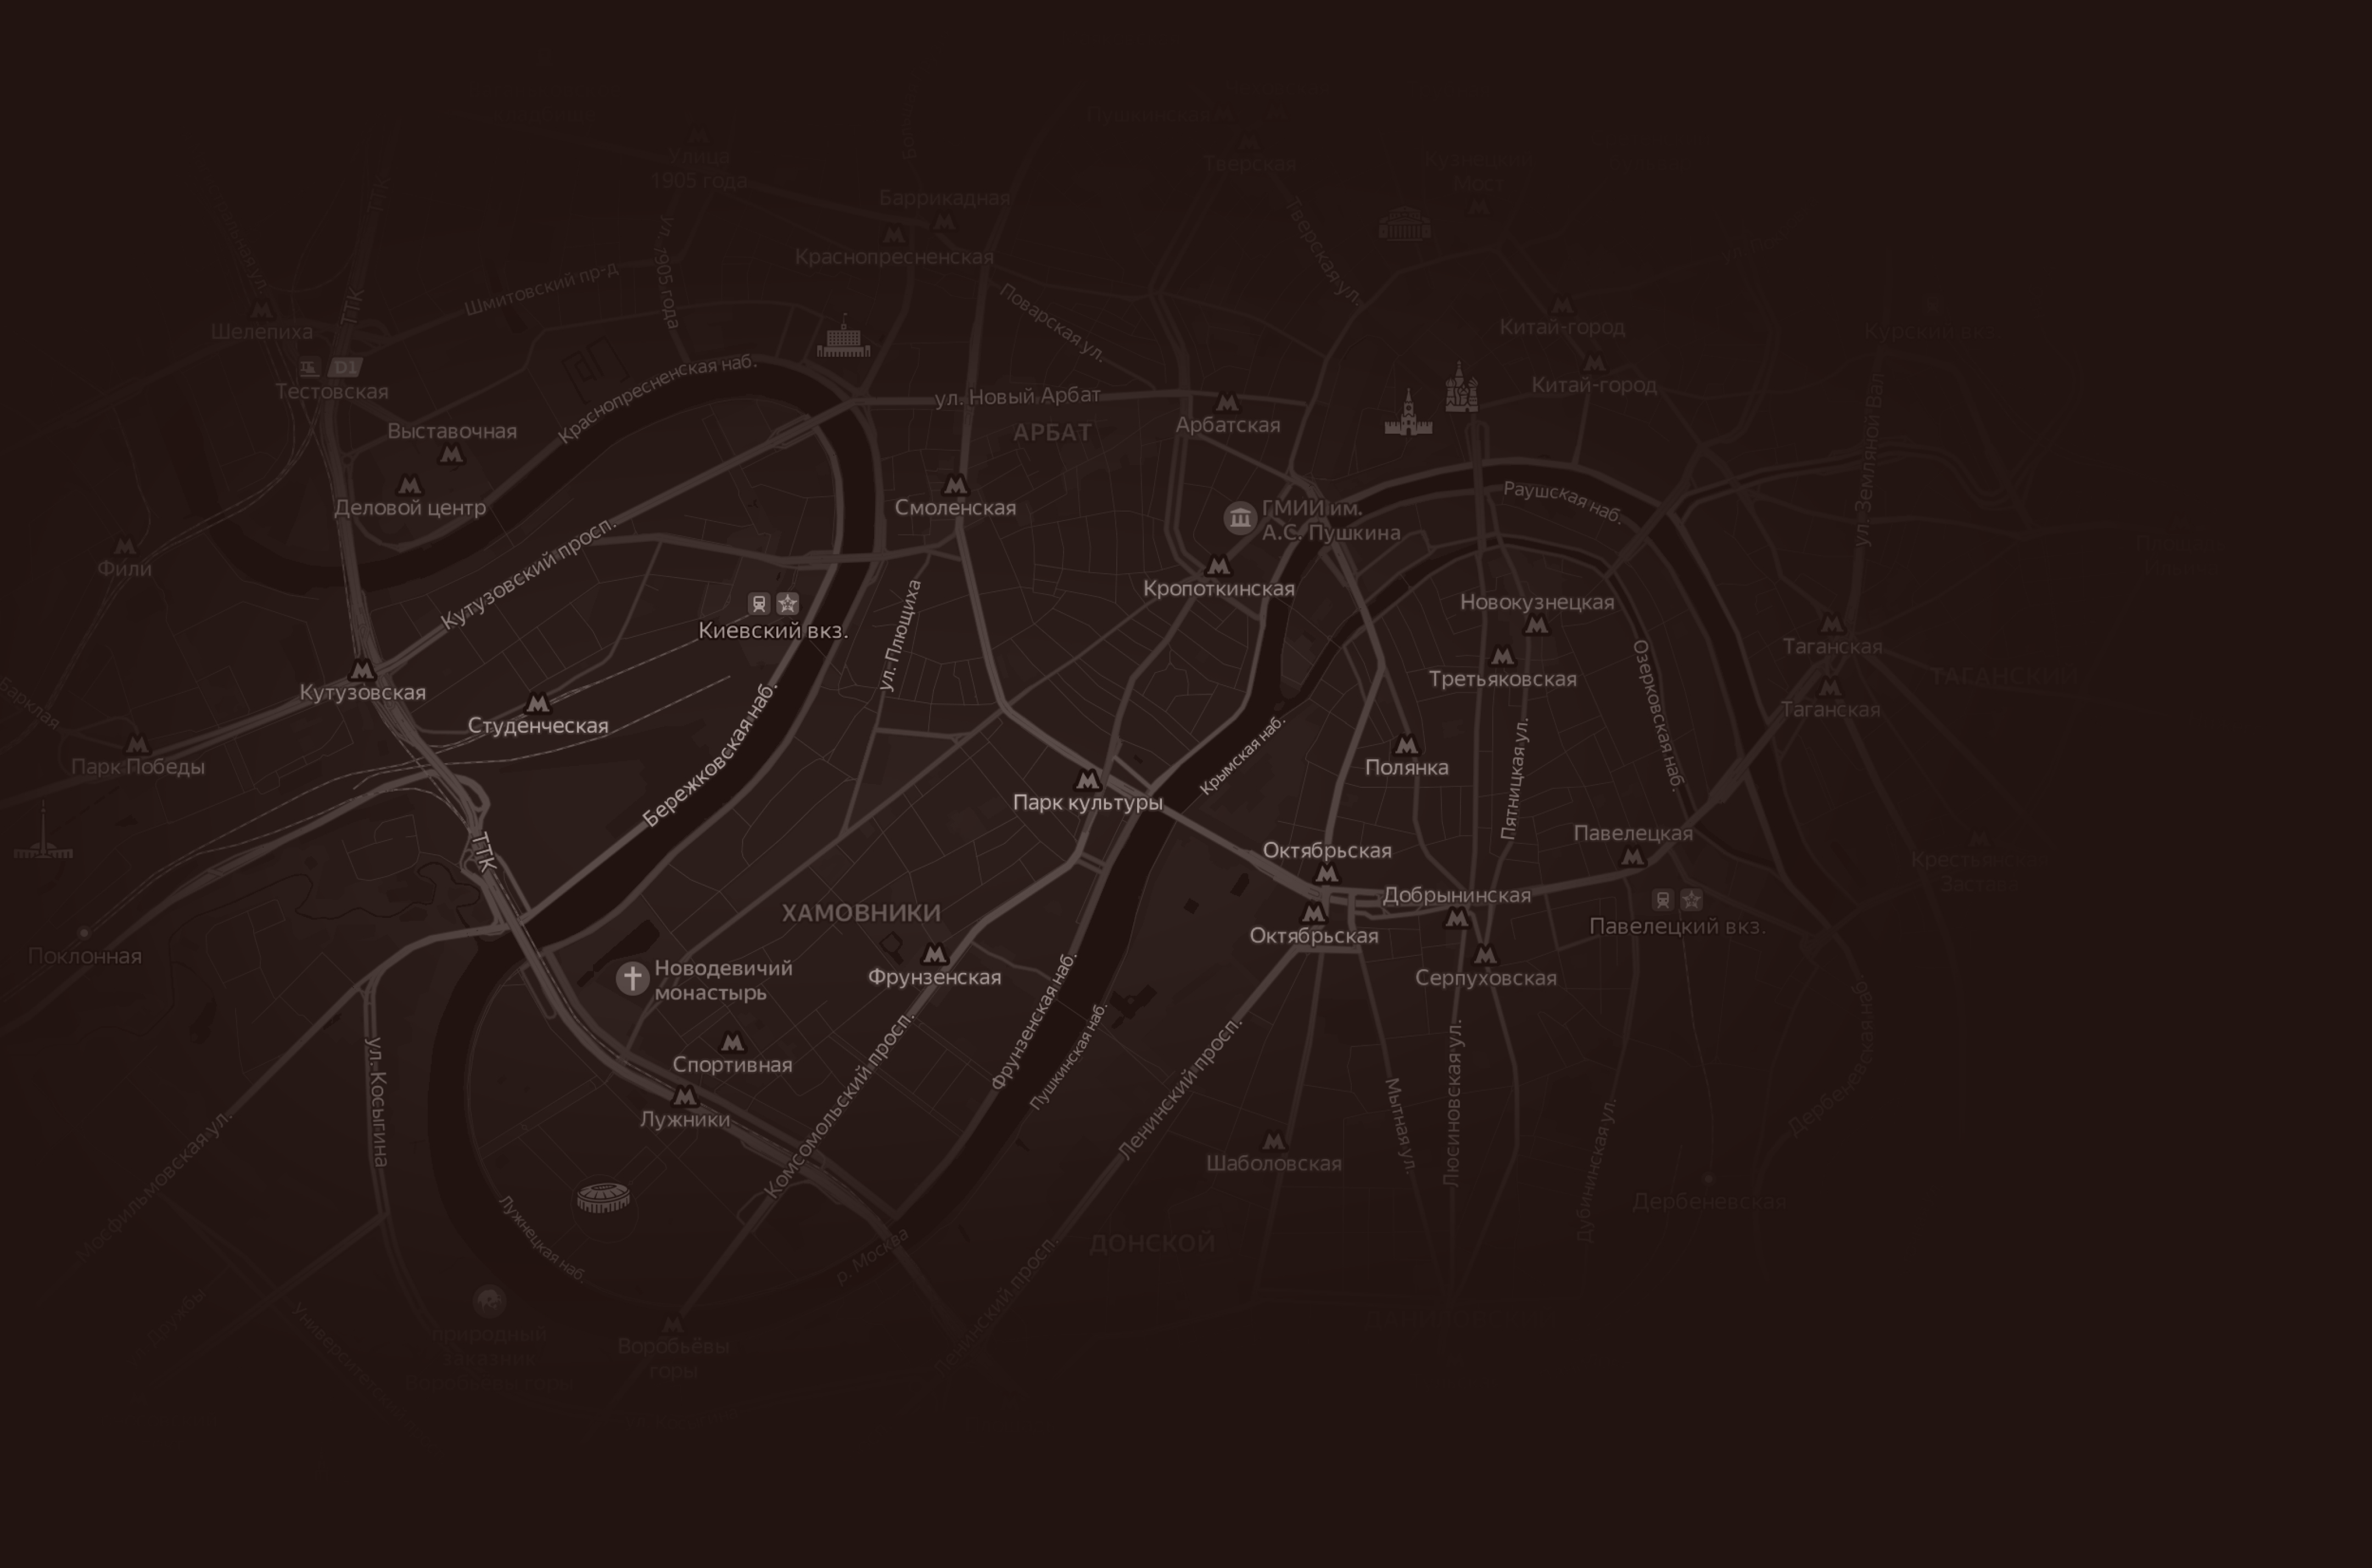 Пушкинская
Тверская
Кузнецкий
Мост
Улица
1905 года
Баррикадная
Краснопресненская
ТТК
ул. 1905 года
Шмитовский пр-д
Тверская ул.
Поварская ул.
Китай-город
Китай-город
Курский вкз.
Шелепиха
ТТК
D1
Тестовская
Краснопресненская наб.
ул. Новый Арбат
АРБАТ
Арбатская
Выставочная
Деловой центр
Смоленская
ГМИИ им.
А.С. Пушкина
Раушская наб.
ул. Земляной Вал
Фили
Кутузовский просп.
Киевский вкз.
ул. Плющиха
Кропоткинская
Новокузнецкая
Третьяковская
Озерковская наб.
Таганская
Таганская
ТАГАНСКИЙ
Барклая
Кутузовская
Студенческая
Парк Победы
Бережковская наб.
Крымская наб.
Полянка
Пятницкая ул.
Парк культуры
Октябрьская
Павелецкая
ТТК
Добрынинская
Октябрьская
Павелецкий вкз.
Серпуховская
ХАМОВНИКИ
Поклонная
Новодевичий
монастырь
Фрунзенская
Спортивная
Лужники
Фрунзенская наб.
Пушкинская наб.
Комсомольский просп.
Ленинский просп.
ул. Косыгина
Мосфильмовская ул.
Мытная ул.
Люсиновская ул.
Дубининская ул.
Дербеневская наб.
Шаболовская
Дербеневская
Лужнецкая наб.
р. Москва
ДОНСКОЙ
Ленинский просп.
природный
заказник
Воробьёвы горы
Воробьёвы
горы